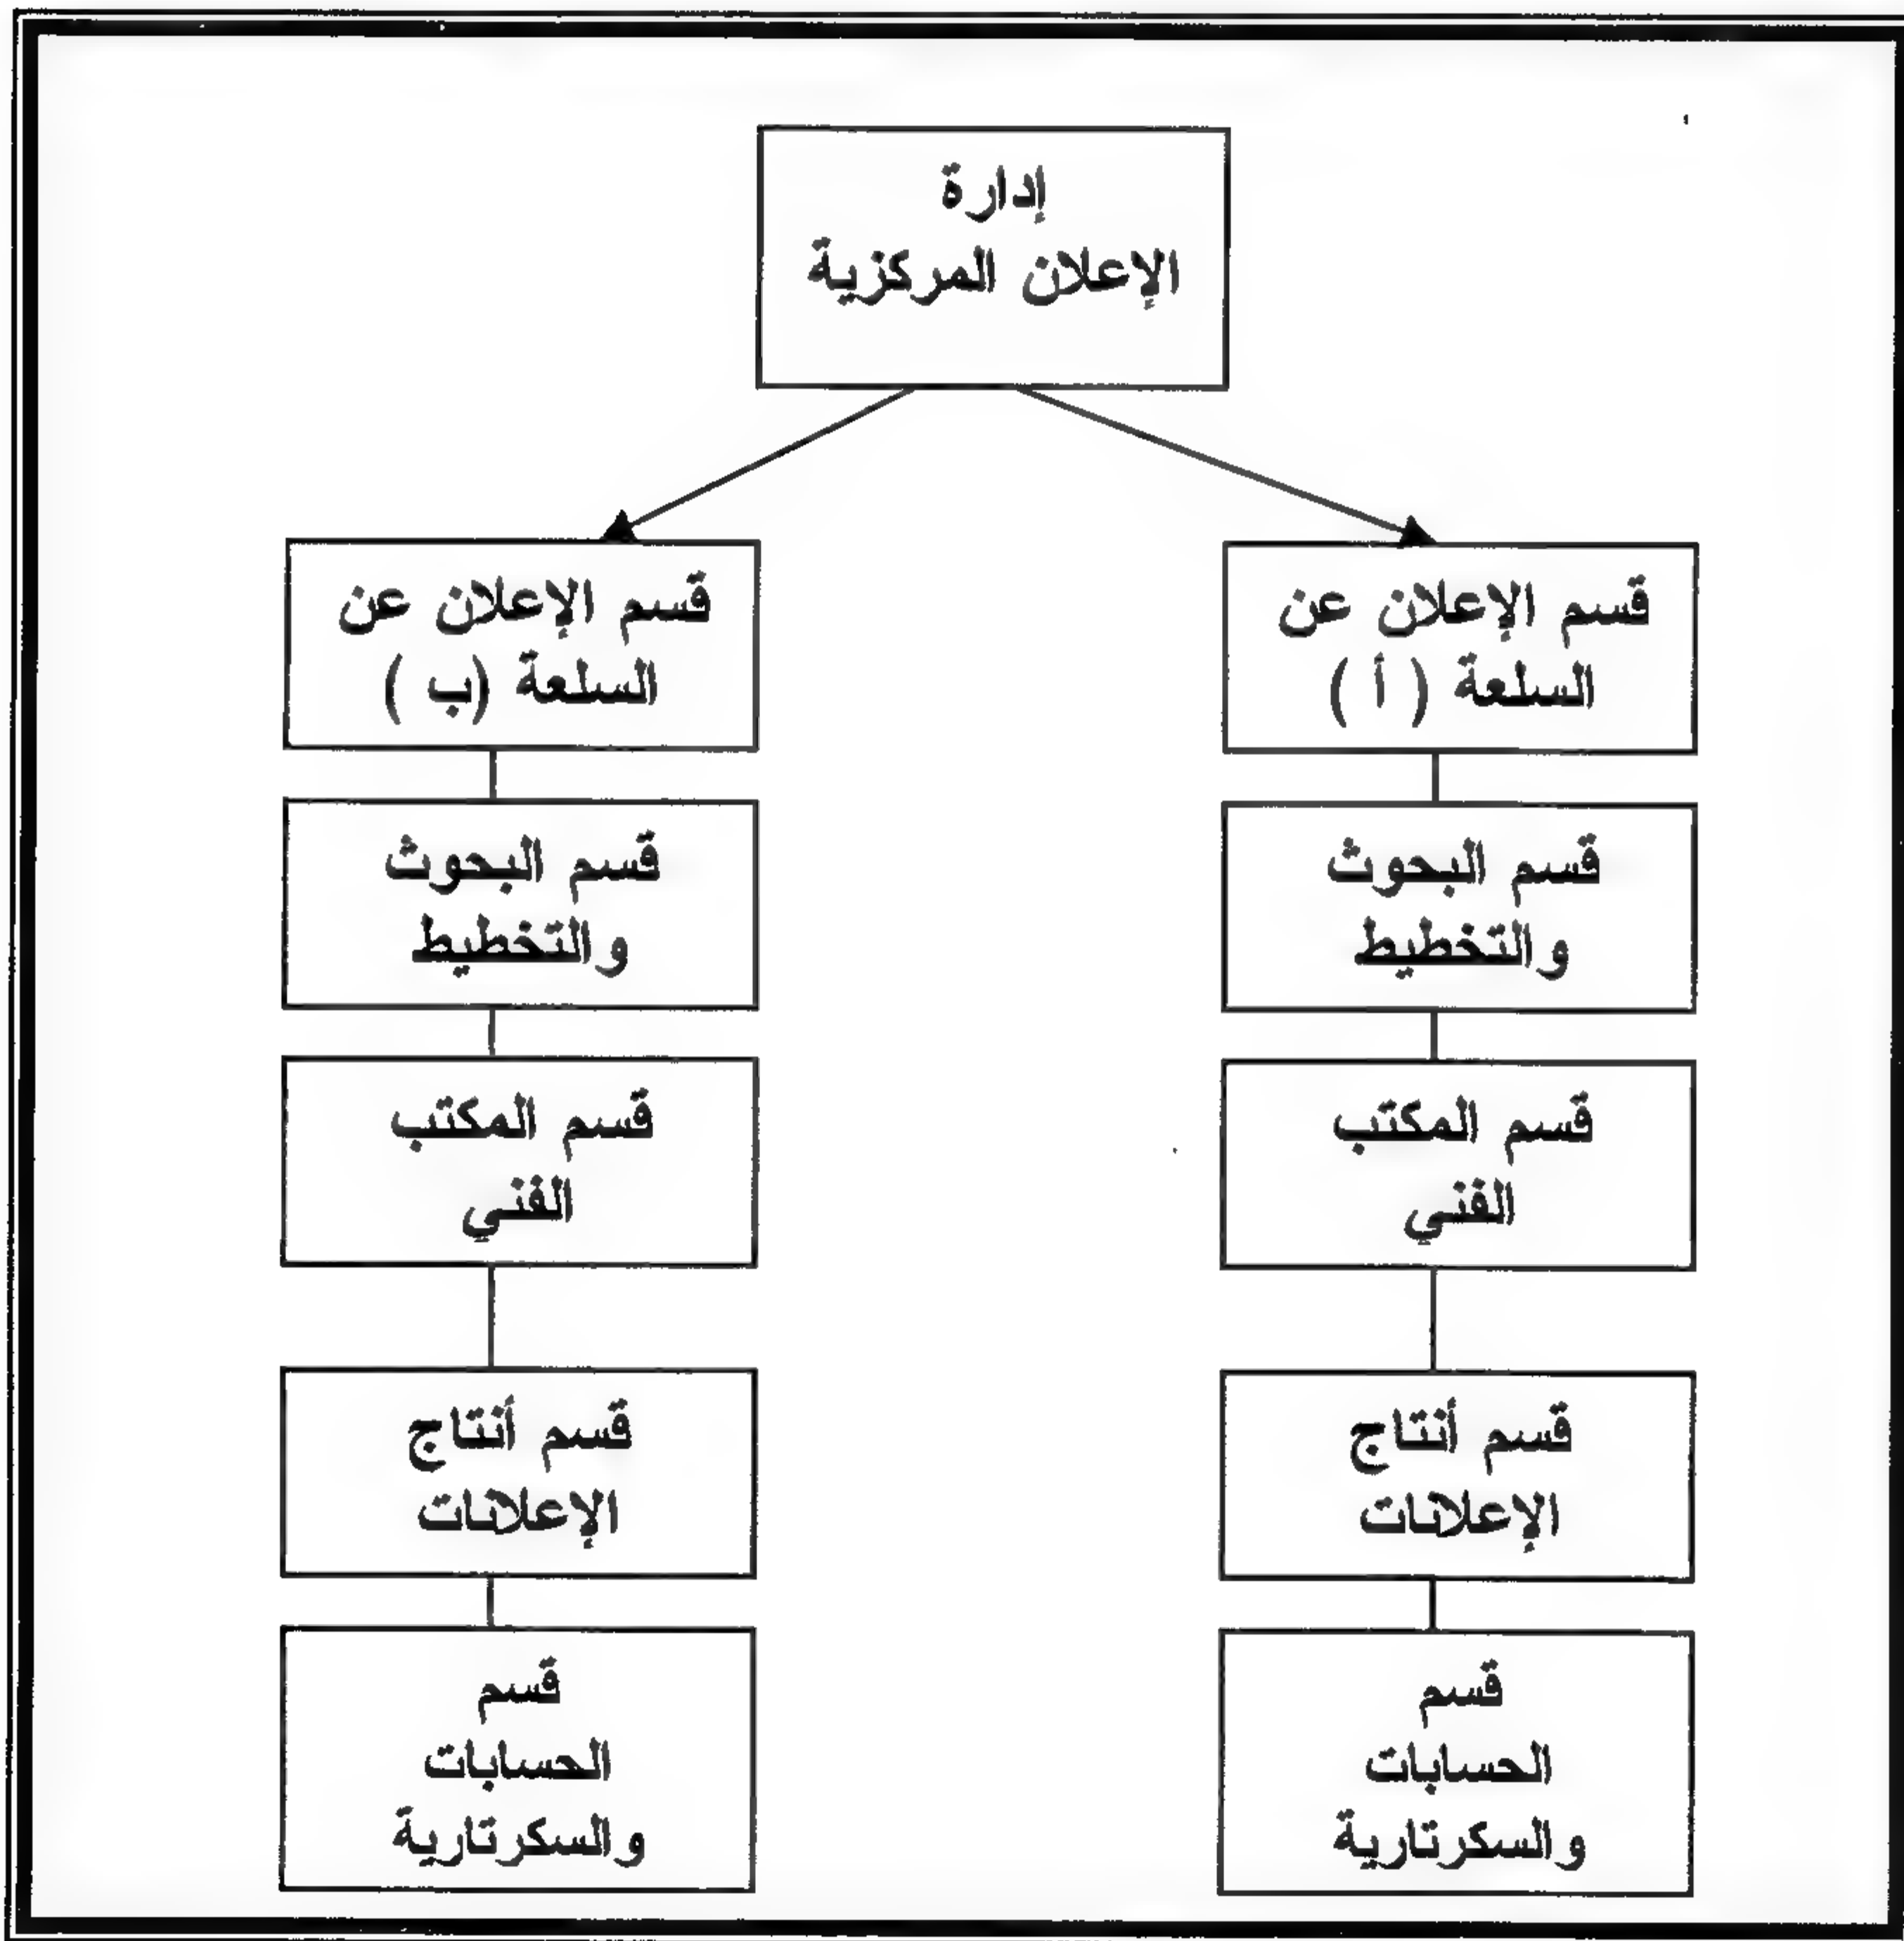 إدارة
الإعلان المركزية
قسم الإعلان عن
السلعة ( أ )
قسم البحوث
والتخطيط
قسم المكتب
الفني
قسم أنتاج
الإعلانات
قسم
الحسابات
والسكرتارية
قسم الإعلان عن
السلعة (ب )
قسم البحوث
والتخطيط
قسم المكتب
الفني
قسم أنتاج
الإعلانات
قسم
الحسابات
والسكرتارية